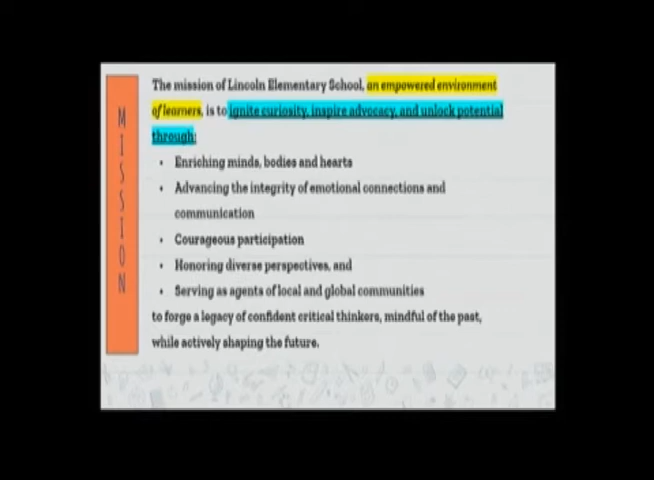 MISSION
The mission of Lincoln Elementary School, an empowered environment
of learners, is to ignite curiosity, inspire advocacy, and unlock potential
through:
• Enriching minds, bodies and hearts
• Advancing the integrity of emotional connections and
communication
• Courageous participation
• Honoring diverse perspectives, and
• Serving as agents of local and global communities
to forge a legacy of confident critical thinkers, mindful of the past,
while actively shaping the future.